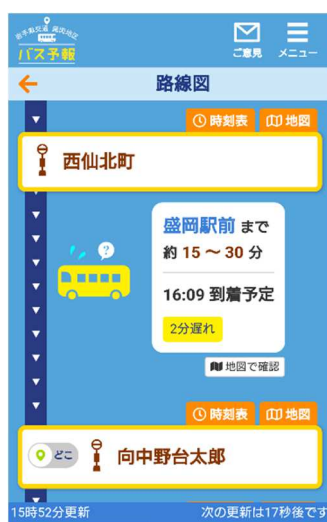 岩手県交通 盛岡地区
バス予報
ご意見
メニュー
路線図
時刻表
地図
西仙北町
盛岡駅前 まで
約 15 ～ 30 分
16:09 到着予定
2分遅れ
地図で確認
時刻表
地図
どこ
向中野台太郎
15時52分更新
次の更新は17秒後です